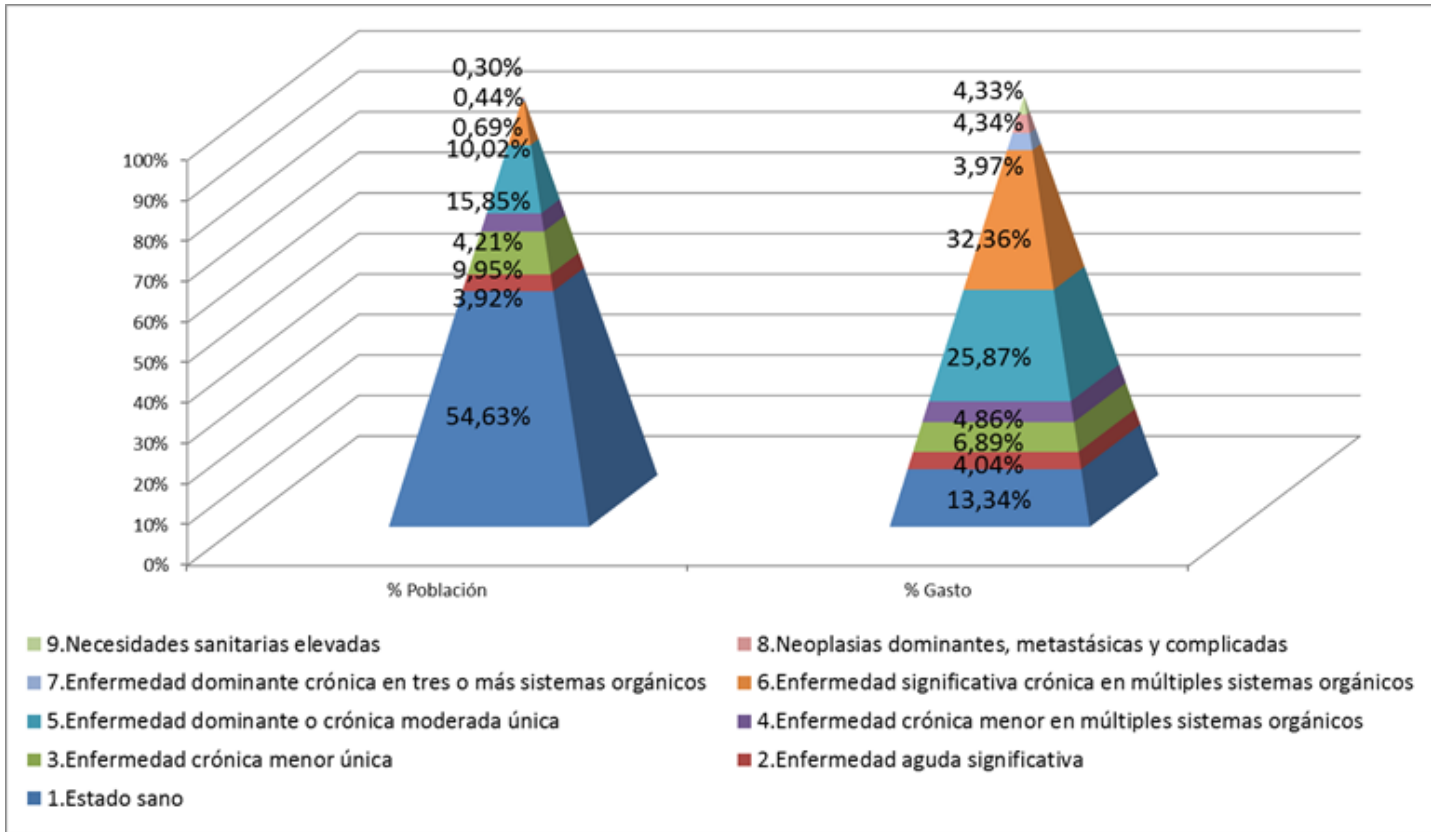 0,30%
0,44%
0,69%
10,02%
15,85%
4,21%
9,95%
3,92%
54,63%
4,33%
4,34%
3,97%
32,36%
25,87%
4,86%
6,89%
4,04%
13,34%
100%
90%
80%
70%
60%
50%
40%
30%
20%
10%
0%
% Población
% Gasto
9.Necesidades sanitarias elevadas
8.Neoplasias dominantes, metastásicas y complicadas
7.Enfermedad dominante crónica en tres o más sistemas orgánicos
6.Enfermedad significativa crónica en múltiples sistemas orgánicos
5.Enfermedad dominante o crónica moderada única
4.Enfermedad crónica menor en múltiples sistemas orgánicos
3.Enfermedad crónica menor única
2.Enfermedad aguda significativa
1.Estado sano